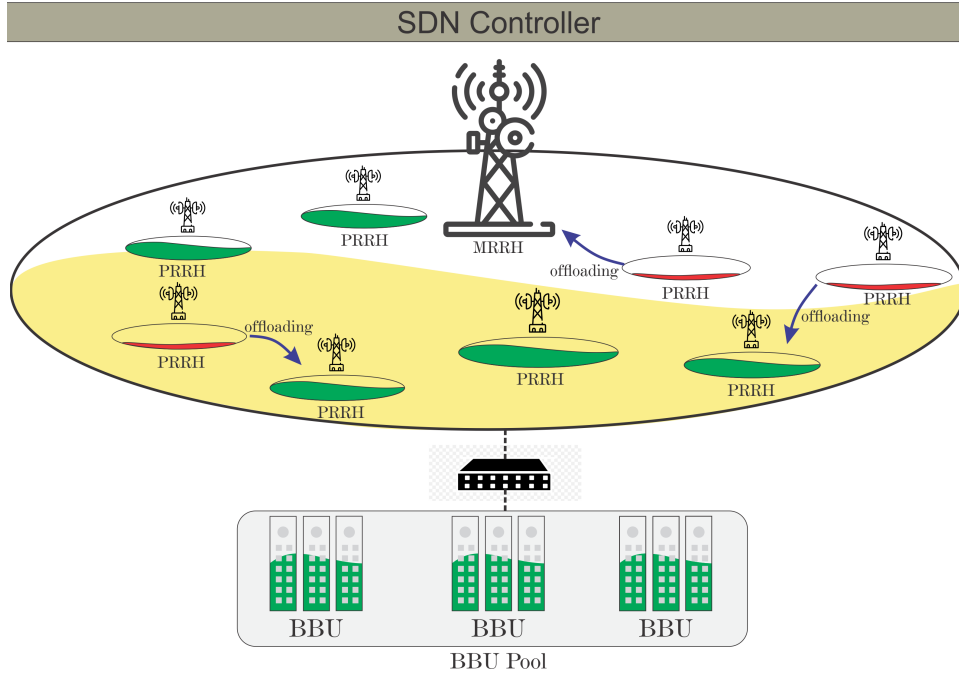 SDN Controller
PRRH
MRRH
PRRH
offloading
PRRH
PRRH
PRRH
offloading
offloading
PRRH
PRRH
PRRH
PRRH
BBU
BBU
BBU
BBU Pool